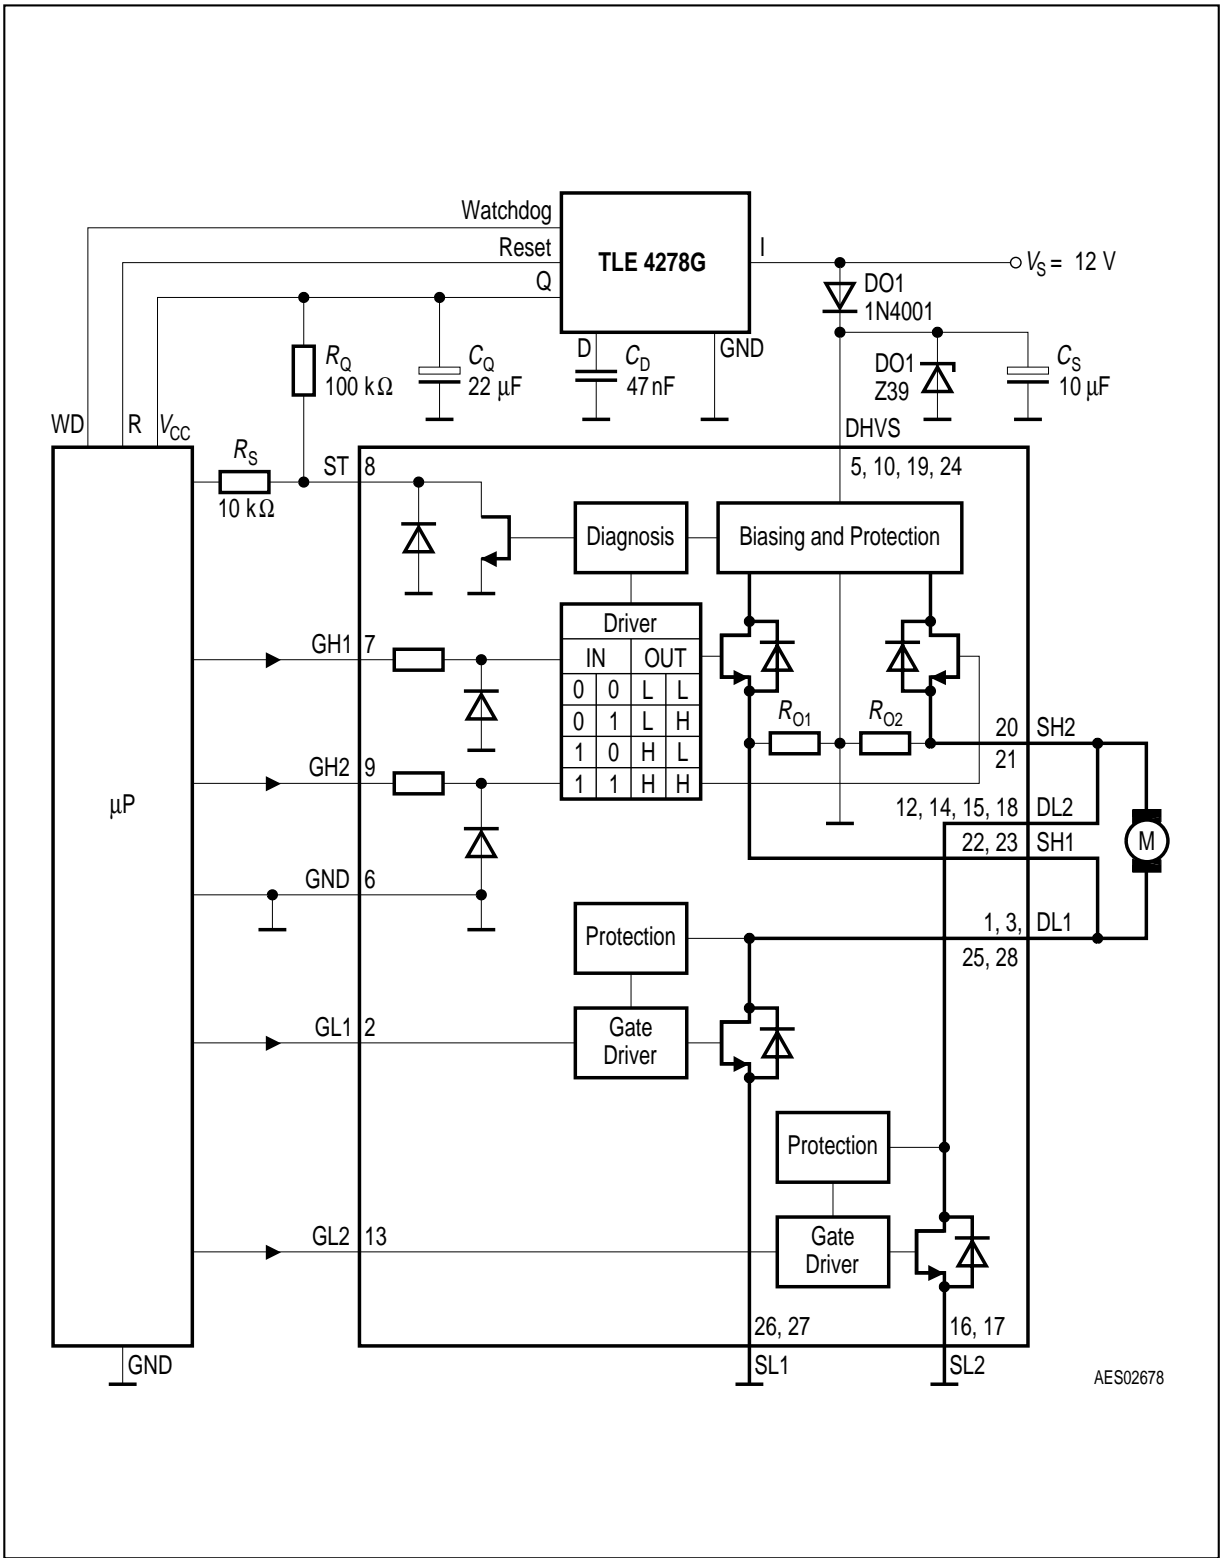 Watchdog
Reset
Q
TLE 4278G
I
V_S = 12 V
DO1
1N4001
D
C_D
47 nF
GND
R_Q
100 kΩ
C_Q
22 µF
DO1
Z39
C_S
10 µF
WD
R
V_CC
DHVS
R_S
10 kΩ
ST
8
5, 10, 19, 24
Diagnosis
Biasing and Protection
Driver
IN OUT
0 0 L L
0 1 L H
1 0 H L
1 1 H H
GH1
7
R_O1
R_O2
20
SH2
21
GH2
9
µP
12, 14, 15, 18
DL2
22, 23
SH1
M
GND
6
Protection
1, 3,
DL1
25, 28
GL1
2
Gate
Driver
Protection
GL2
13
Gate
Driver
26, 27
16, 17
GND
SL1
SL2
AES02678